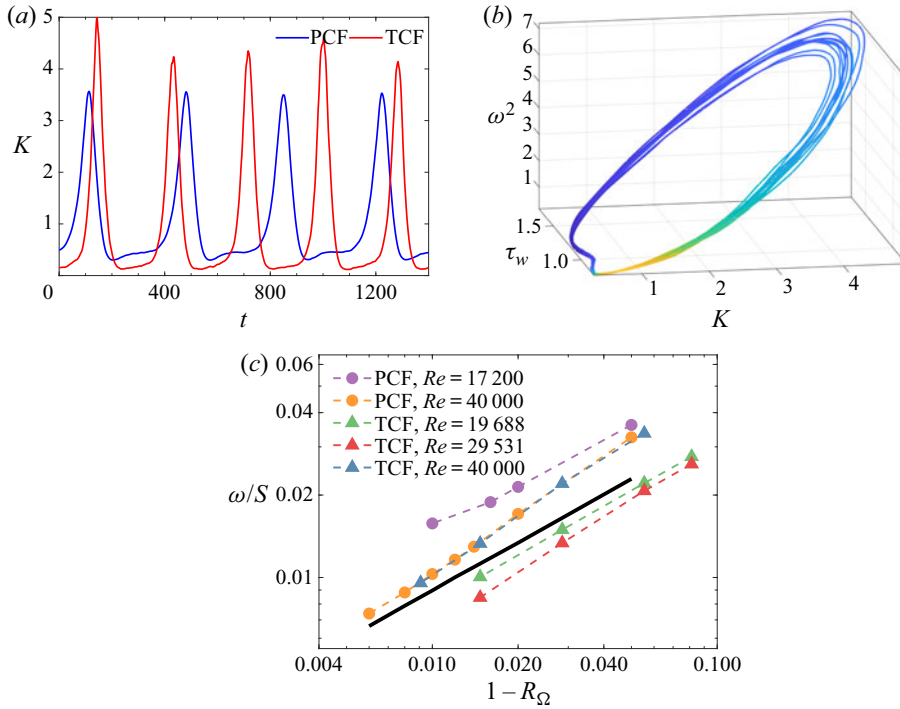 (a)
PCF
TCF
5
4
3
2
1
K
0
400
800
1200
t
(b)
7
6
5
4
3
2
1
ω²
1.5
1.0
τ_w
1
2
3
4
K
(c)
0.06
0.04
0.02
0.01
ω/S
PCF, Re = 17 200
PCF, Re = 40 000
TCF, Re = 19 688
TCF, Re = 29 531
TCF, Re = 40 000
0.004
0.010
0.020
0.040
0.100
1 − R_Ω